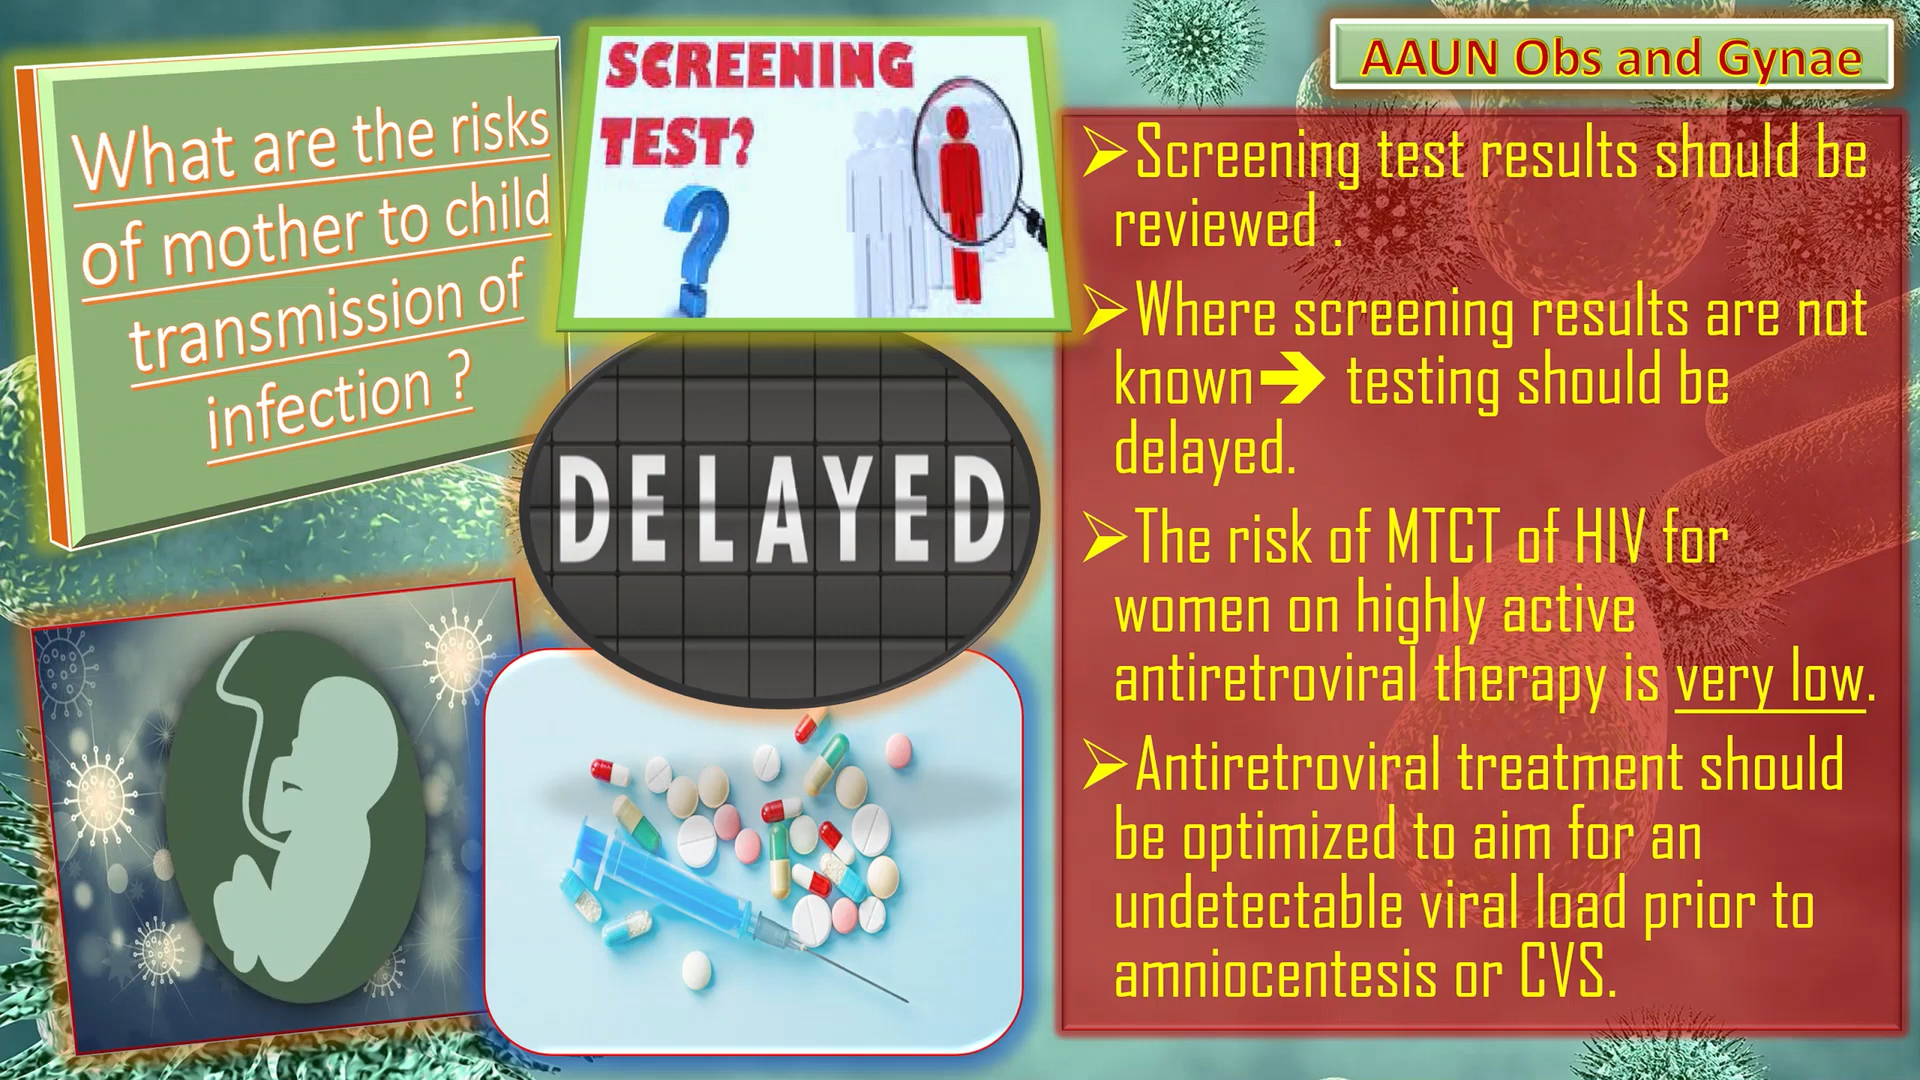 What are the risks
of mother to child
transmission of
infection ?
SCREENING
TEST?
?
DELAYED
AAUN Obs and Gynae
➢Screening test results should be
reviewed .
➢Where screening results are not
known➔ testing should be
delayed.
➢The risk of MTCT of HIV for
women on highly active
antiretroviral therapy is very low.
➢Antiretroviral treatment should
be optimized to aim for an
undetectable viral load prior to
amniocentesis or CVS.